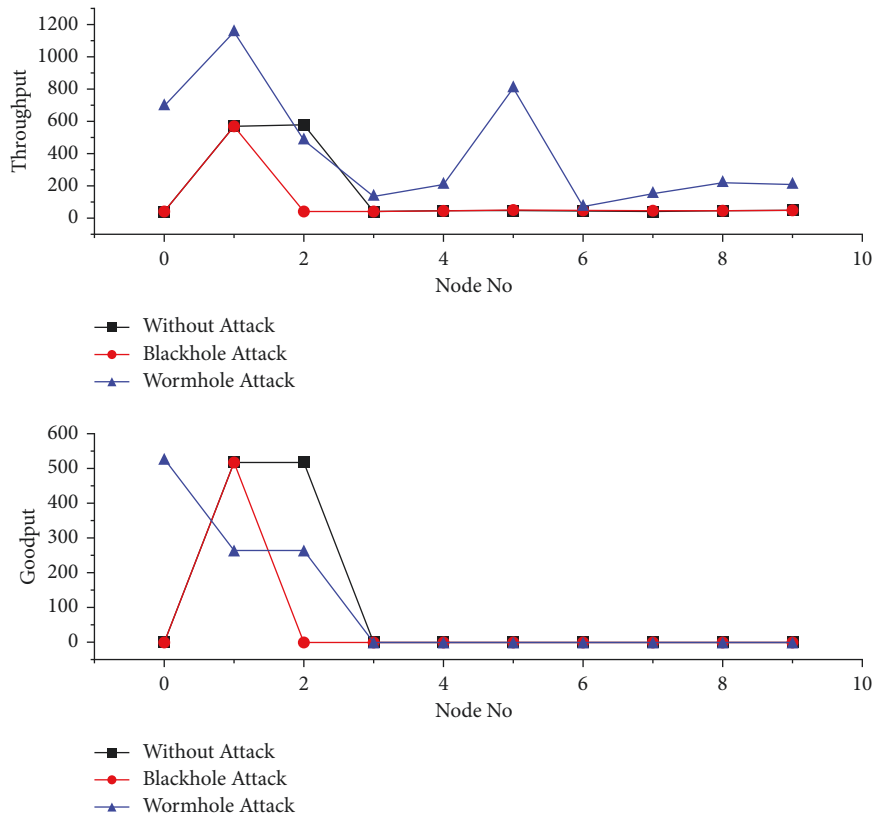 1200
1000
800
600
400
200
0
Throughput
0 2 4 6 8 10
Node No
Without Attack
Blackhole Attack
Wormhole Attack
600
500
400
300
200
100
0
Goodput
0 2 4 6 8 10
Node No
Without Attack
Blackhole Attack
Wormhole Attack